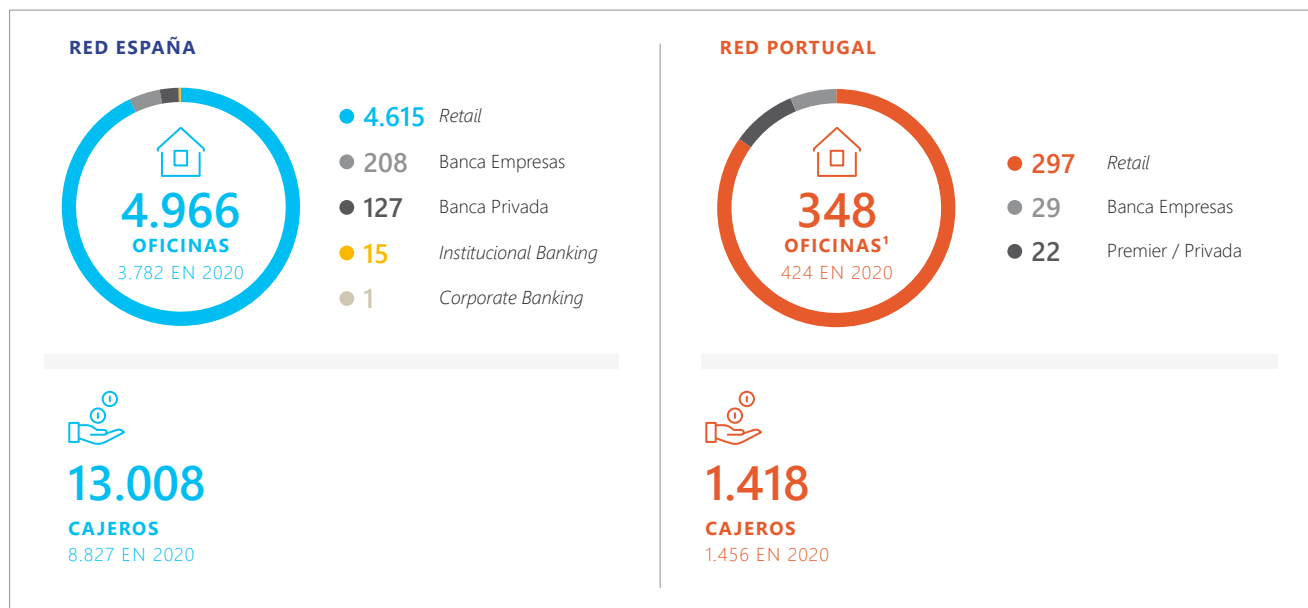 RED ESPAÑA
4.966
OFICINAS
3.782 EN 2020
4.615 Retail
208 Banca Empresas
127 Banca Privada
15 Institucional Banking
1 Corporate Banking
13.008
CAJEROS
8.827 EN 2020
RED PORTUGAL
348
OFICINAS¹
424 EN 2020
297 Retail
29 Banca Empresas
22 Premier / Privada
1.418
CAJEROS
1.456 EN 2020